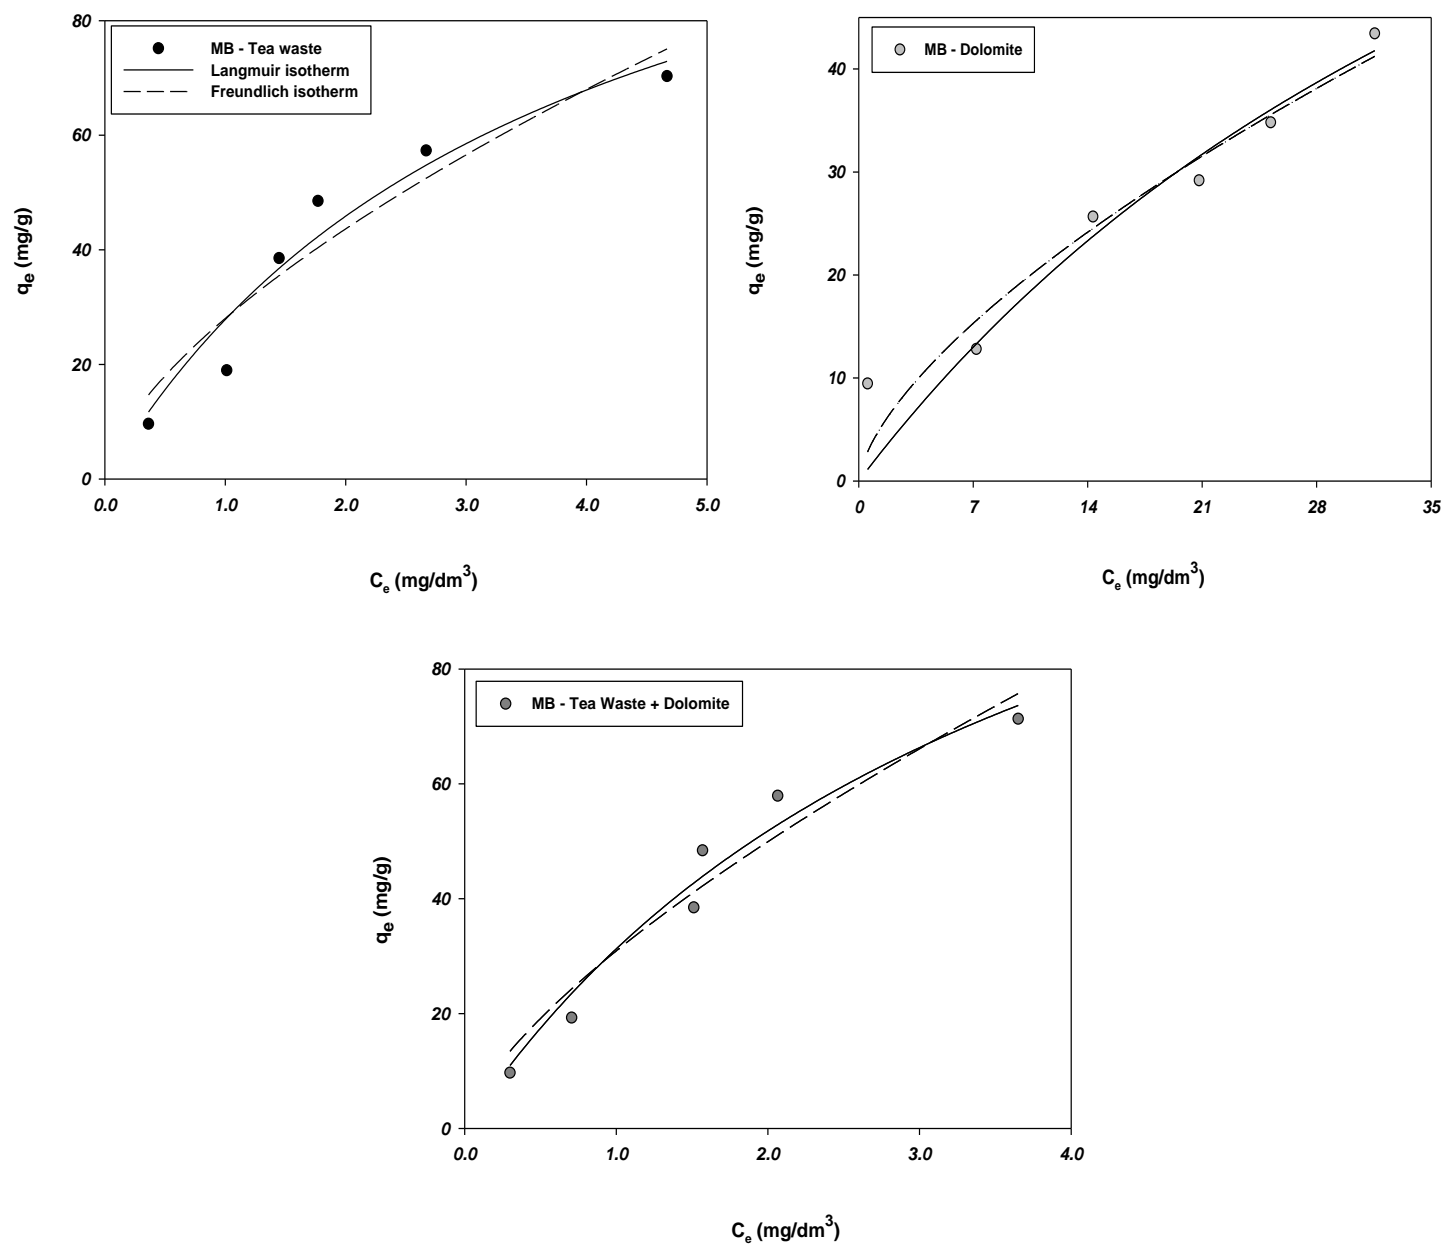 80
60
40
20
0
q_e (mg/g)
MB - Tea waste
Langmuir isotherm
Freundlich isotherm
0.0 1.0 2.0 3.0 4.0 5.0
C_e (mg/dm^3)
40
30
20
10
0
q_e (mg/g)
MB - Dolomite
0 7 14 21 28 35
C_e (mg/dm^3)
80
60
40
20
0
q_e (mg/g)
MB - Tea Waste + Dolomite
0.0 1.0 2.0 3.0 4.0
C_e (mg/dm^3)